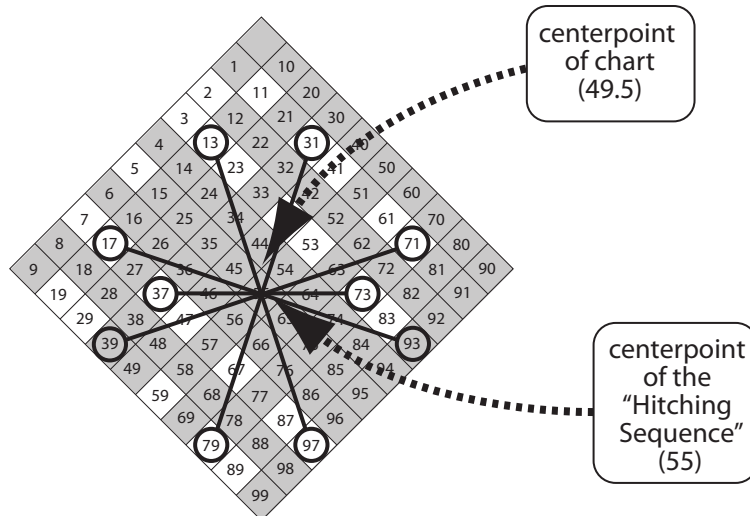 centerpoint
of chart
(49.5)
1 10
2 11 20
3 12 21 30
4 13 22 31 40
5 14 23 32 41 50
6 15 24 33 42 51 60
7 16 25 34 52 61 70
8 17 26 35 44 53 62 71 80
9 18 27 36 45 54 63 72 81 90
19 28 37 46 64 73 82 91
29 38 47 56 65 74 83 92
39 48 57 66 84 93
49 58 67 76 85 94
59 68 77 86 95
69 78 87 96
79 88 97
89 98
99
centerpoint
of the
“Hitching
Sequence”
(55)